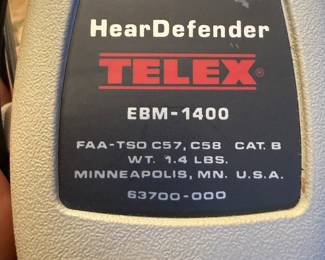 HearDefender
TELEX®
EBM-1400
FAA-TSO C57, C58 CAT. B
WT. 1.4 LBS.
MINNEAPOLIS, MN. U.S.A.
63700-000